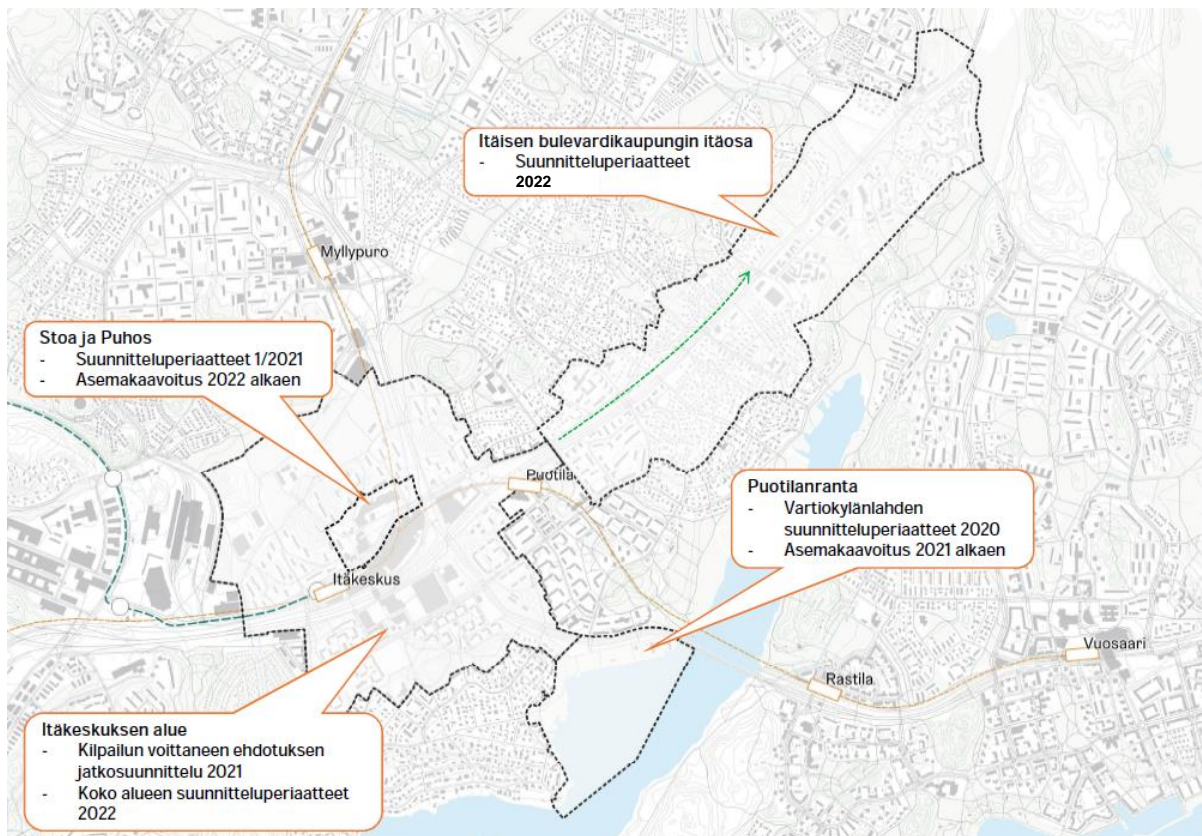 Itäisen bulevardikaupungin itäosa
- Suunnitteluperiaatteet
2022
Myllypuro
Stoa ja Puhos
- Suunnitteluperiaatteet 1/2021
- Asemakaavoitus 2022 alkaen
Puotila
Puotilanranta
- Vartiokylänlahden
suunnitteluperiaatteet 2020
- Asemakaavoitus 2021 alkaen
Itäkeskus
Vuosaari
Rastila
Itäkeskuksen alue
- Kilpailun voittaneen ehdotuksen
jatkosuunnittelu 2021
- Koko alueen suunnitteluperiaatteet
2022